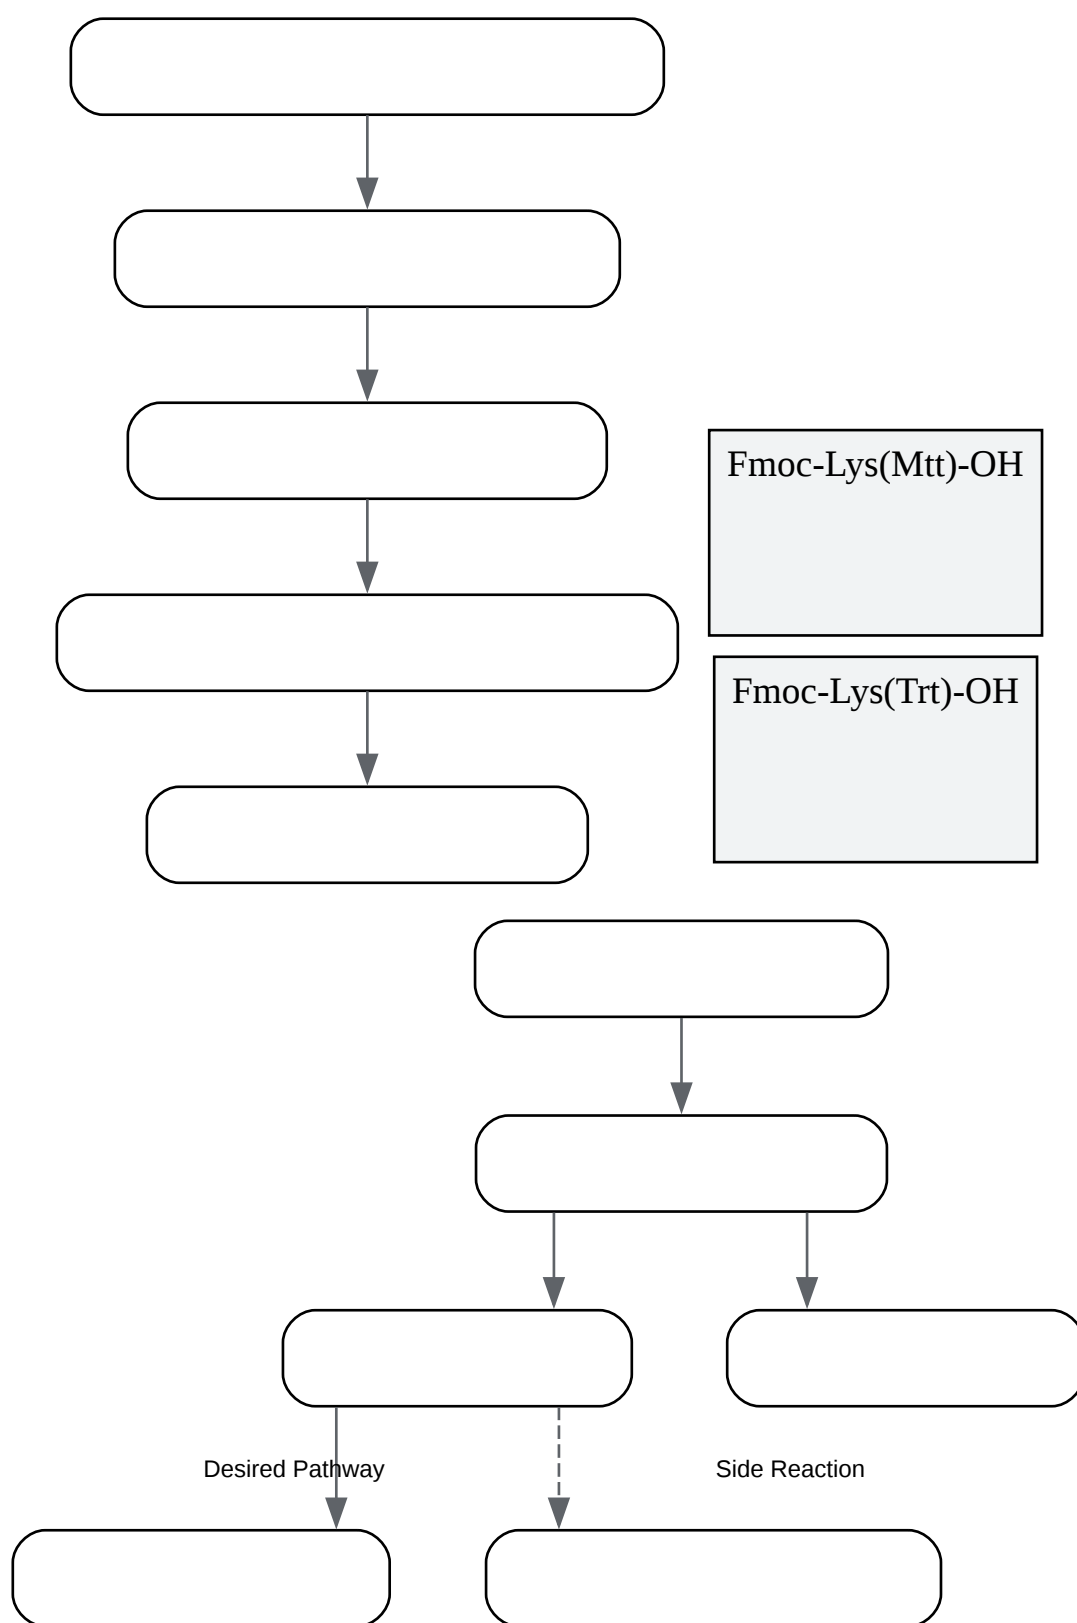 Fmoc-Lys(Mtt)-OH
Fmoc-Lys(Trt)-OH
Desired Pathway
Side Reaction